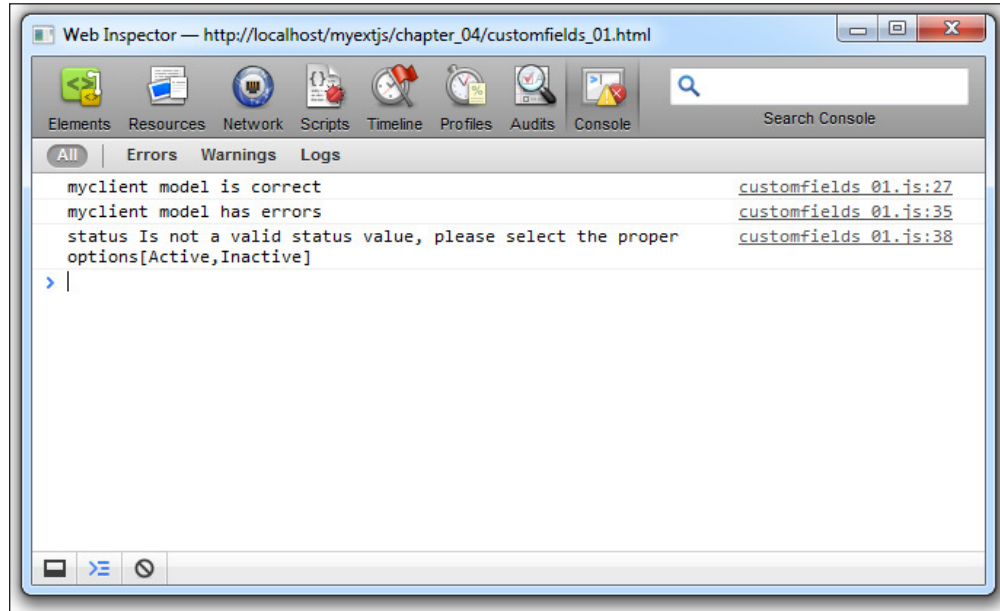 Web Inspector — http://localhost/myextjs/chapter_04/customfields_01.html
Elements Resources Network Scripts Timeline Profiles Audits Console
Search Console
All Errors Warnings Logs
myclient model is correct customfields_01.js:27
myclient model has errors customfields_01.js:35
status Is not a valid status value, please select the proper customfields_01.js:38
options[Active,Inactive]